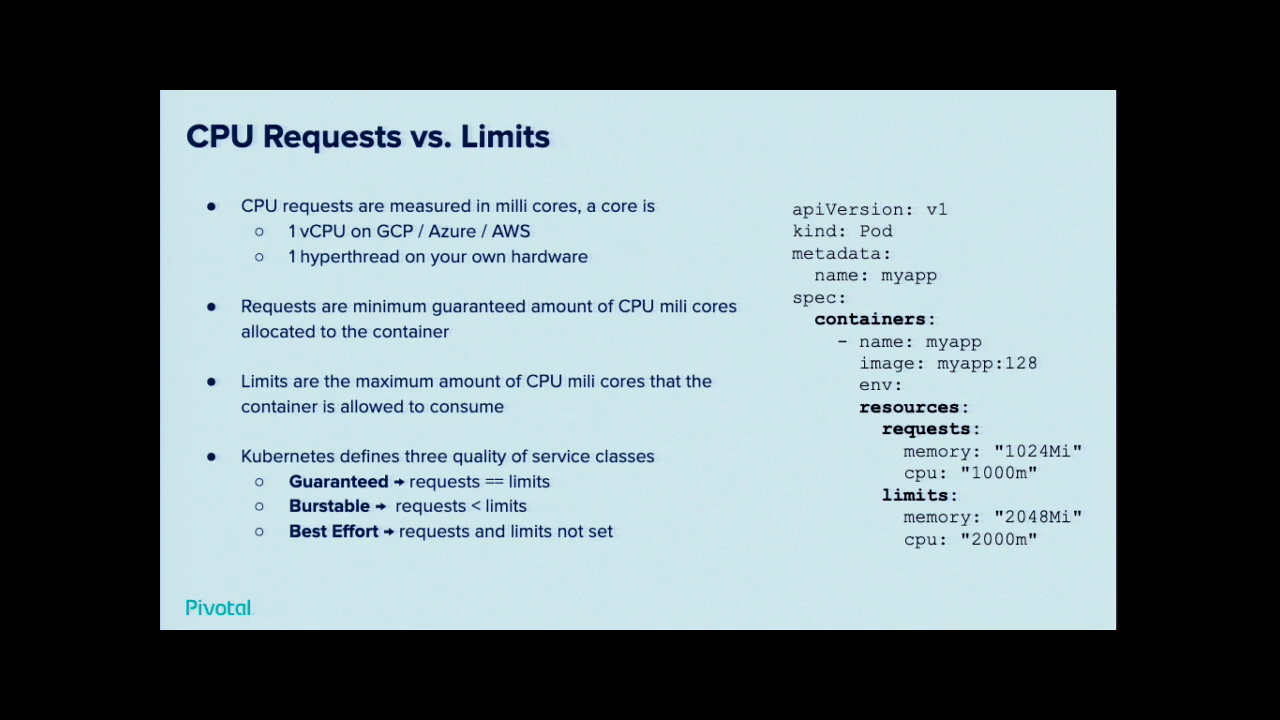 CPU Requests vs. Limits
● CPU requests are measured in milli cores, a core is
○ 1 vCPU on GCP / Azure / AWS
○ 1 hyperthread on your own hardware
● Requests are minimum guaranteed amount of CPU mili cores
allocated to the container
● Limits are the maximum amount of CPU mili cores that the
container is allowed to consume
● Kubernetes defines three quality of service classes
○ Guaranteed → requests == limits
○ Burstable → requests < limits
○ Best Effort → requests and limits not set
apiVersion: v1
kind: Pod
metadata:
  name: myapp
spec:
  containers:
    - name: myapp
      image: myapp:128
      env:
      resources:
        requests:
          memory: "1024Mi"
          cpu: "1000m"
        limits:
          memory: "2048Mi"
          cpu: "2000m"
Pivotal